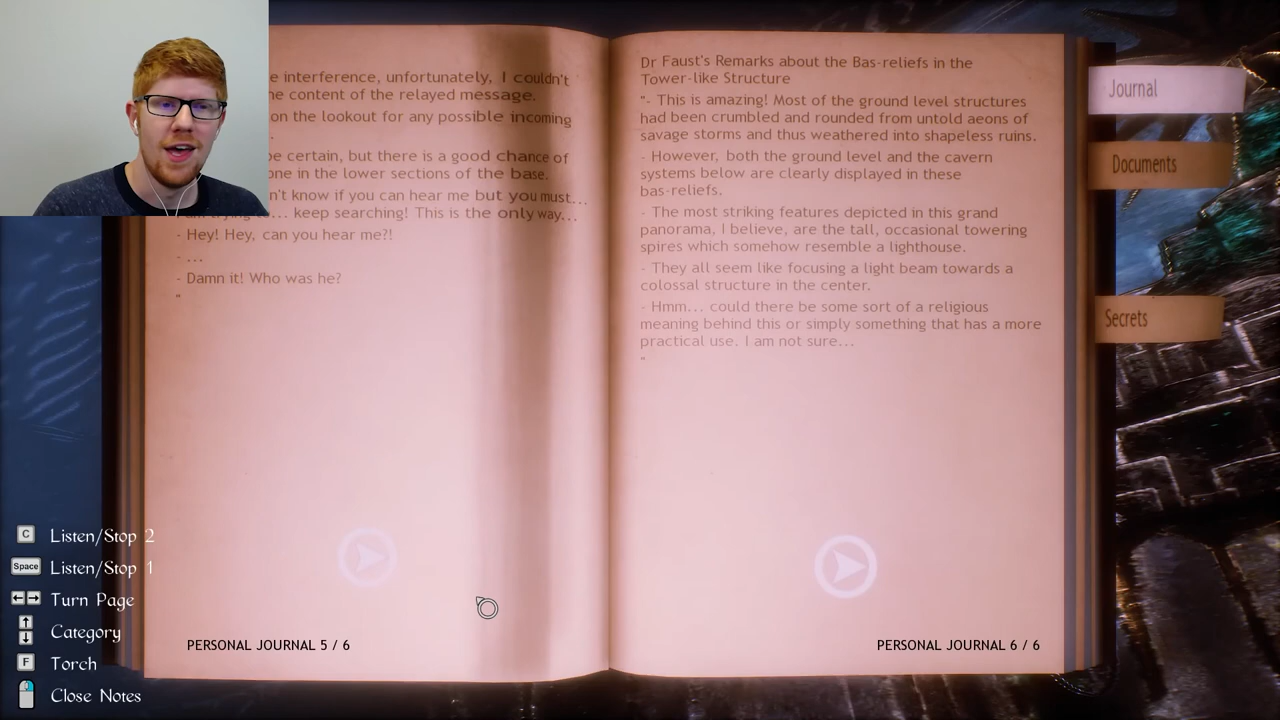 e interference, unfortunately, I couldn't
he content of the relayed message.
on the lookout for any possible incoming
.
be certain, but there is a good chance of
one in the lower sections of the base.
n't know if you can hear me but you must...
trying ... keep searching! This is the only way...
- Hey! Hey, can you hear me?!
- ...
- Damn it! Who was he?
"
PERSONAL JOURNAL 5 / 6
Dr Faust's Remarks about the Bas-reliefs in the
Tower-like Structure
"- This is amazing! Most of the ground level structures
had been crumbled and rounded from untold aeons of
savage storms and thus weathered into shapeless ruins.
- However, both the ground level and the cavern
systems below are clearly displayed in these
bas-reliefs.
- The most striking features depicted in this grand
panorama, I believe, are the tall, occasional towering
spires which somehow resemble a lighthouse.
- They all seem like focusing a light beam towards a
colossal structure in the center.
- Hmm... could there be some sort of a religious
meaning behind this or simply something that has a more
practical use. I am not sure...
"
PERSONAL JOURNAL 6 / 6
Journal
Documents
Secrets
C Listen/Stop 2
Space Listen/Stop 1
←→ Turn Page
↑↓ Category
F Torch
Close Notes